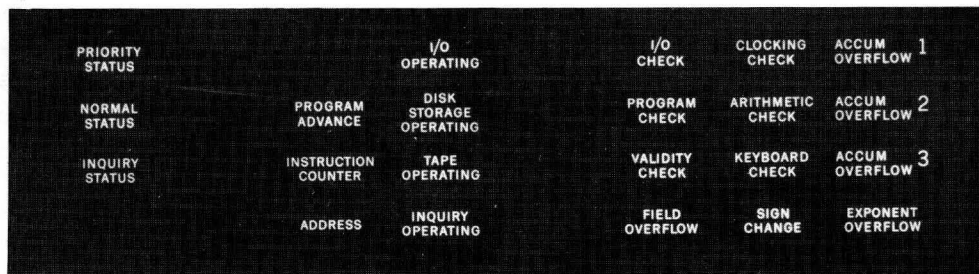 PRIORITY
STATUS
I/O
OPERATING
I/O
CHECK
CLOCKING
CHECK
ACCUM
OVERFLOW 1
NORMAL
STATUS
PROGRAM
ADVANCE
DISK
STORAGE
OPERATING
PROGRAM
CHECK
ARITHMETIC
CHECK
ACCUM
OVERFLOW 2
INQUIRY
STATUS
INSTRUCTION
COUNTER
TAPE
OPERATING
VALIDITY
CHECK
KEYBOARD
CHECK
ACCUM
OVERFLOW 3
ADDRESS
INQUIRY
OPERATING
FIELD
OVERFLOW
SIGN
CHANGE
EXPONENT
OVERFLOW